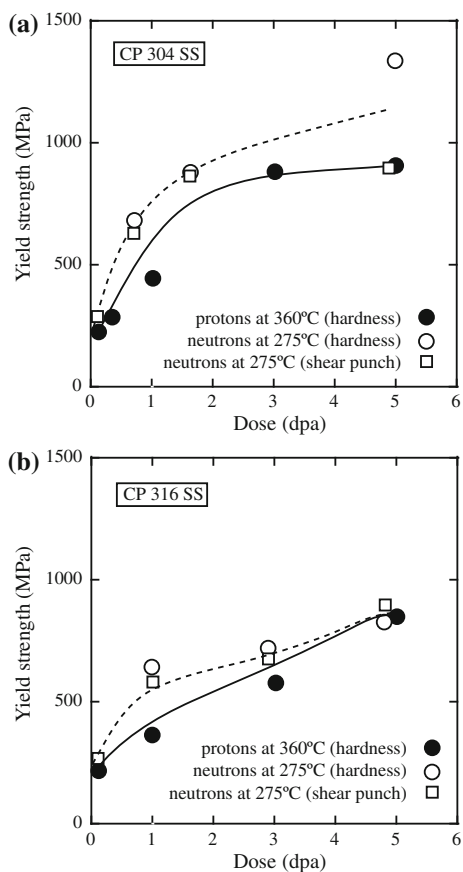 (a)
1500
CP 304 SS
1000
500
0
Yield strength (MPa)
protons at 360ºC (hardness)
neutrons at 275ºC (hardness)
neutrons at 275ºC (shear punch)
0 1 2 3 4 5 6
Dose (dpa)
(b)
1500
CP 316 SS
1000
500
0
Yield strength (MPa)
protons at 360ºC (hardness)
neutrons at 275ºC (hardness)
neutrons at 275ºC (shear punch)
0 1 2 3 4 5 6
Dose (dpa)